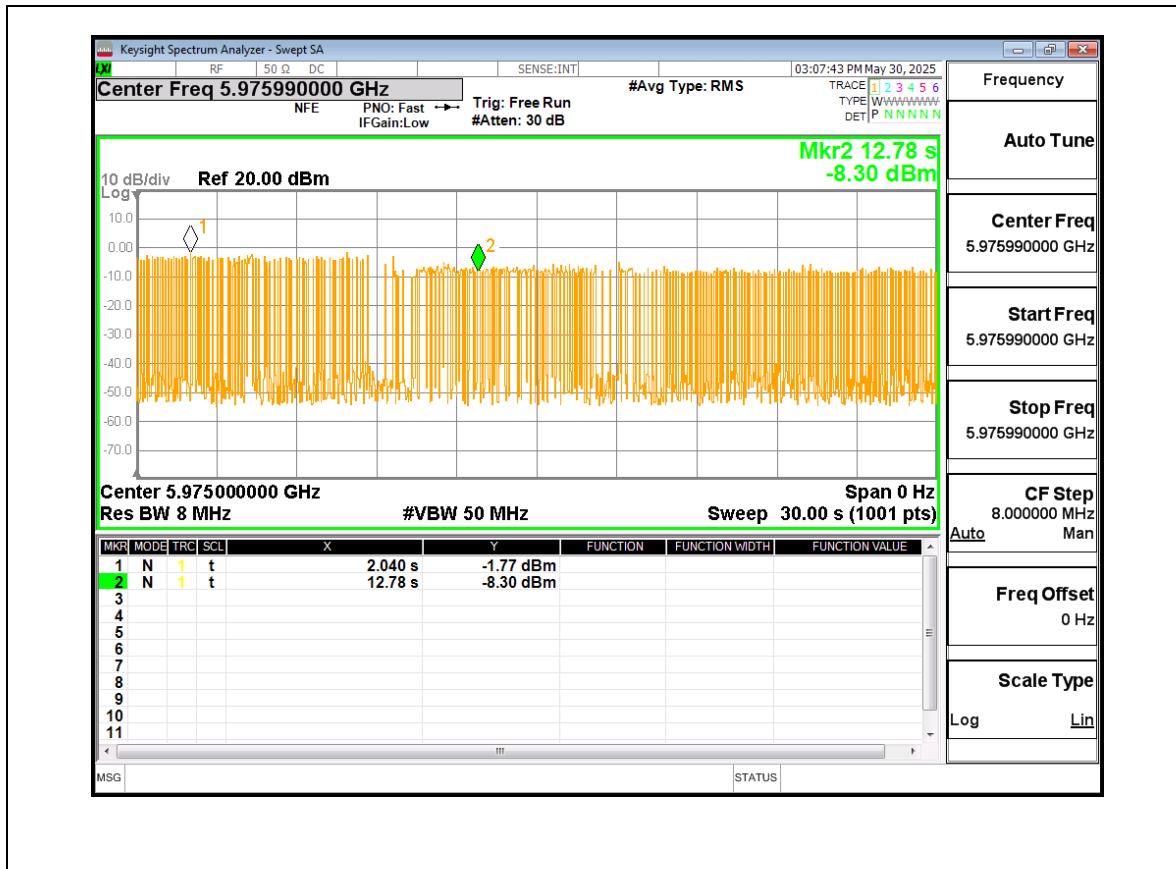 Keysight Spectrum Analyzer - Swept SA
LXI RF 50 Ω DC SENSE:INT 03:07:43 PM May 30, 2025
Center Freq 5.975990000 GHz
NFE
PNO: Fast
IFGain:Low
Trig: Free Run
#Atten: 30 dB
#Avg Type: RMS
TRACE 1 2 3 4 5 6
TYPE WWWWWW
DET P N N N N N
Mkr2 12.78 s
-8.30 dBm
10 dB/div Ref 20.00 dBm
Log
10.0
0.00
-10.0
-20.0
-30.0
-40.0
-50.0
-60.0
-70.0
1
2
Center 5.975000000 GHz Span 0 Hz
Res BW 8 MHz #VBW 50 MHz Sweep 30.00 s (1001 pts)
MKR MODE TRC SCL X Y FUNCTION FUNCTION WIDTH FUNCTION VALUE
1 N 1 t 2.040 s -1.77 dBm
2 N 1 t 12.78 s -8.30 dBm
3
4
5
6
7
8
9
10
11
MSG STATUS
Frequency
Auto Tune
Center Freq
5.975990000 GHz
Start Freq
5.975990000 GHz
Stop Freq
5.975990000 GHz
CF Step
8.000000 MHz
Auto Man
Freq Offset
0 Hz
Scale Type
Log Lin